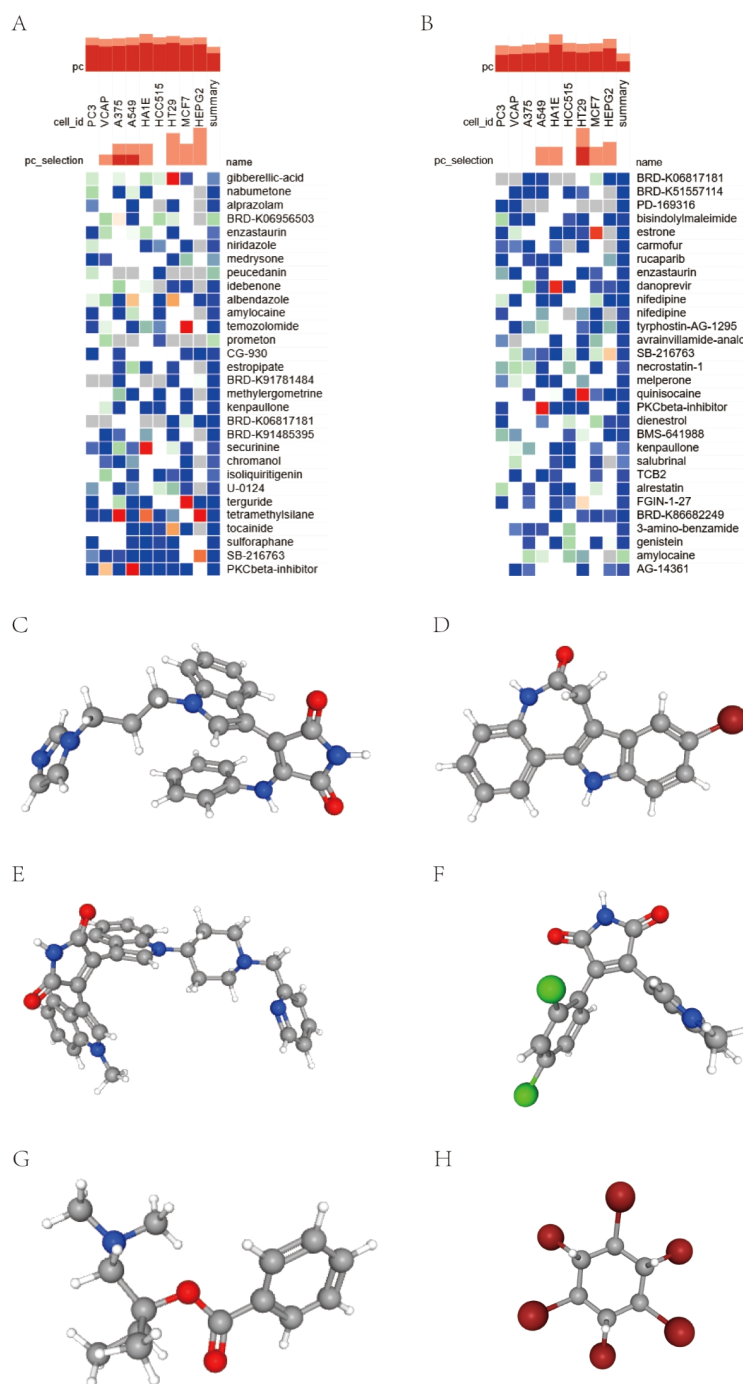 A
B
pc
pc
cell_id
PC3
VCAP
A375
A549
HA1E
HCC515
HT29
MCF7
HEPG2
summary
cell_id
PC3
VCAP
A375
A549
HA1E
HCC515
HT29
MCF7
HEPG2
summary
pc_selection
name
gibberellic-acid
nabumetone
alprazolam
BRD-K06956503
enzastaurin
niridazole
medrysone
peucedanin
idebenone
albendazole
amylocaine
temozolomide
prometon
CG-930
estropipate
BRD-K91781484
methylergometrine
kenpaullone
BRD-K06817181
BRD-K91485395
securinine
chromanol
isoliquiritigenin
U-0124
terguride
tetramethylsilane
tocainide
sulforaphane
SB-216763
PKCbeta-inhibitor
pc_selection
name
BRD-K06817181
BRD-K51557114
PD-169316
bisindolylmaleimide
estrone
carmofur
rucaparib
enzastaurin
danoprevir
nifedipine
nifedipine
tyrphostin-AG-1295
avrainvillamide-analo
SB-216763
necrostatin-1
melperone
quinisocaine
PKCbeta-inhibitor
dienestrol
BMS-641988
kenpaullone
salubrinal
TCB2
alrestatin
FGIN-1-27
BRD-K86682249
3-amino-benzamide
genistein
amylocaine
AG-14361
C
D
E
F
G
H